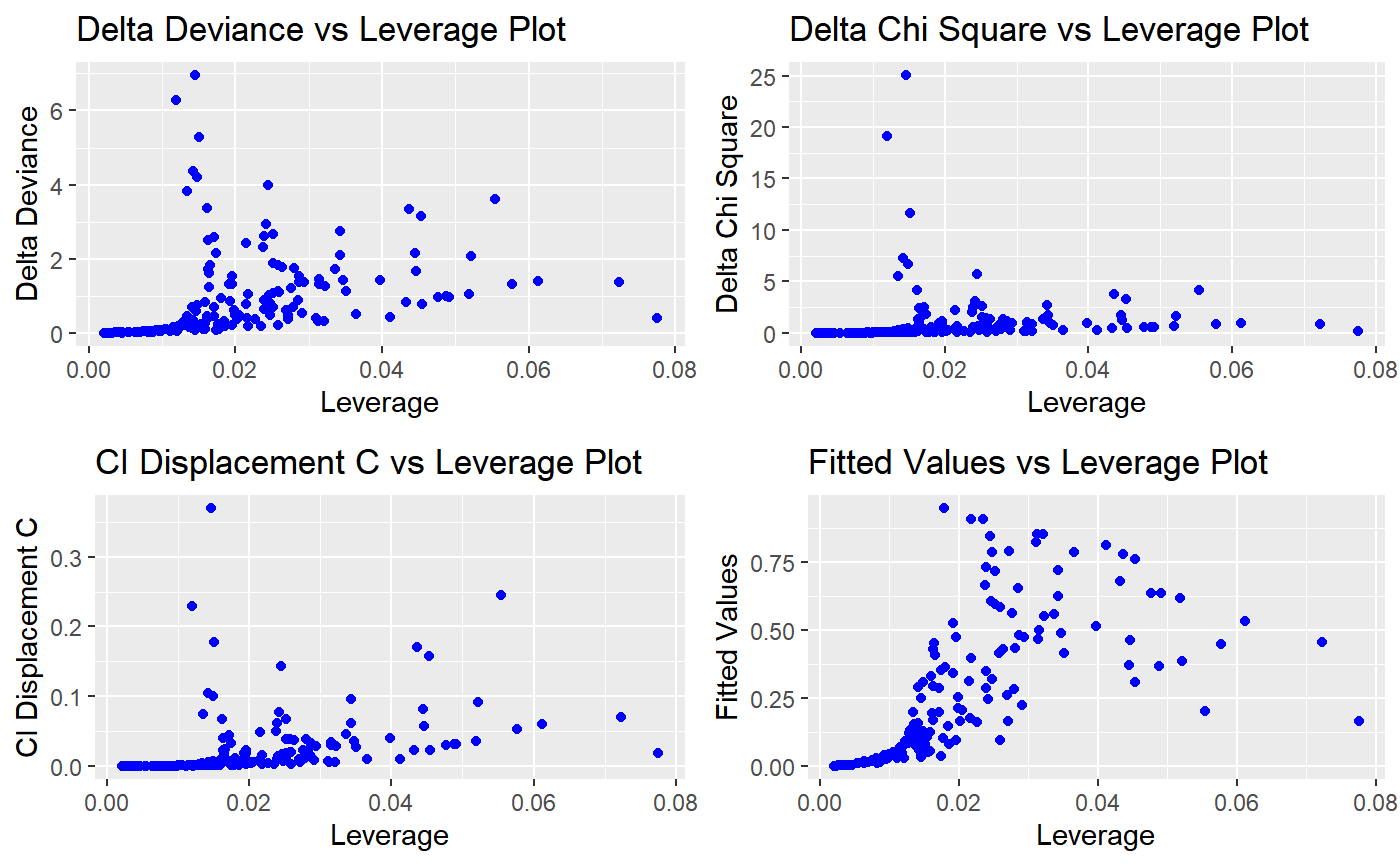 Delta Deviance vs Leverage Plot
Delta Deviance
6
4
2
0
0.00 0.02 0.04 0.06 0.08
Leverage
Delta Chi Square vs Leverage Plot
Delta Chi Square
25
20
15
10
5
0
0.00 0.02 0.04 0.06 0.08
Leverage
CI Displacement C vs Leverage Plot
CI Displacement C
0.3
0.2
0.1
0.0
0.00 0.02 0.04 0.06 0.08
Leverage
Fitted Values vs Leverage Plot
Fitted Values
0.75
0.50
0.25
0.00
0.00 0.02 0.04 0.06 0.08
Leverage